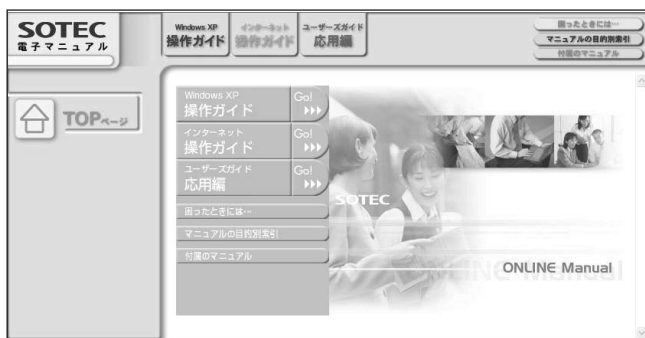 SOTEC
電子マニュアル
Windows XP
操作ガイド
インターネット
操作ガイド
ユーザーズガイド
応用編
困ったときには…
マニュアルの目的別索引
付属のマニュアル
TOPページ
Windows XP
操作ガイド
Go!
インターネット
操作ガイド
Go!
ユーザーズガイド
応用編
Go!
困ったときには…
マニュアルの目的別索引
付属のマニュアル
SOTEC
ONLINE Manual